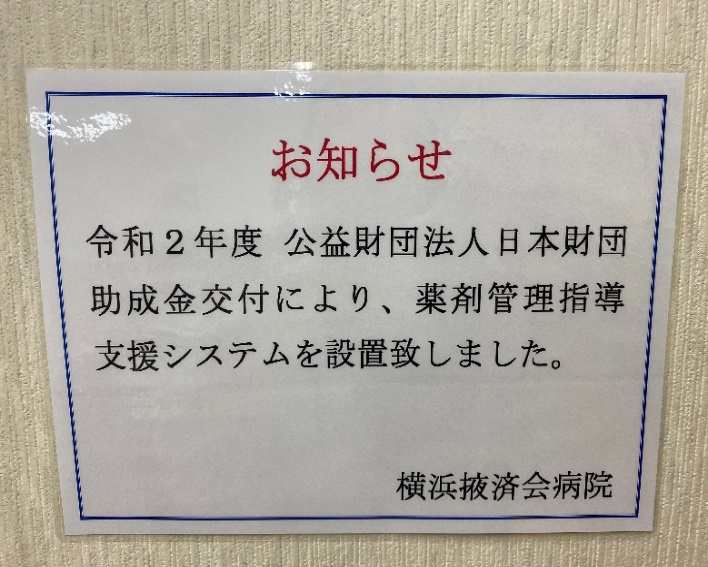 お知らせ
令和２年度 公益財団法人日本財団
助成金交付により、薬剤管理指導
支援システムを設置致しました。
横浜掖済会病院